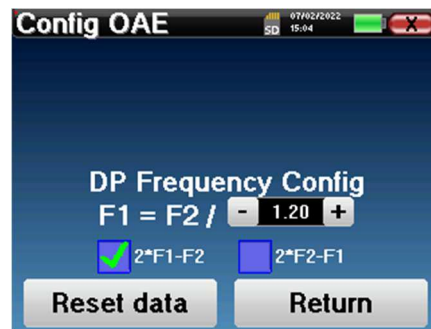 Config OAE
SD
07/02/2022
15:04
X
DP Frequency Config
F1 = F2 / - 1.20 +
2*F1-F2 2*F2-F1
Reset data Return